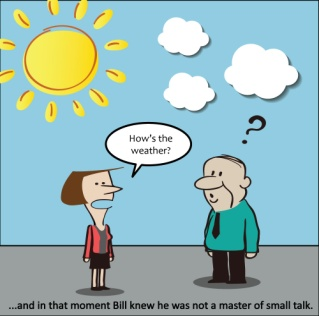 ?
How's the
weather?
...and in that moment Bill knew he was not a master of small talk.